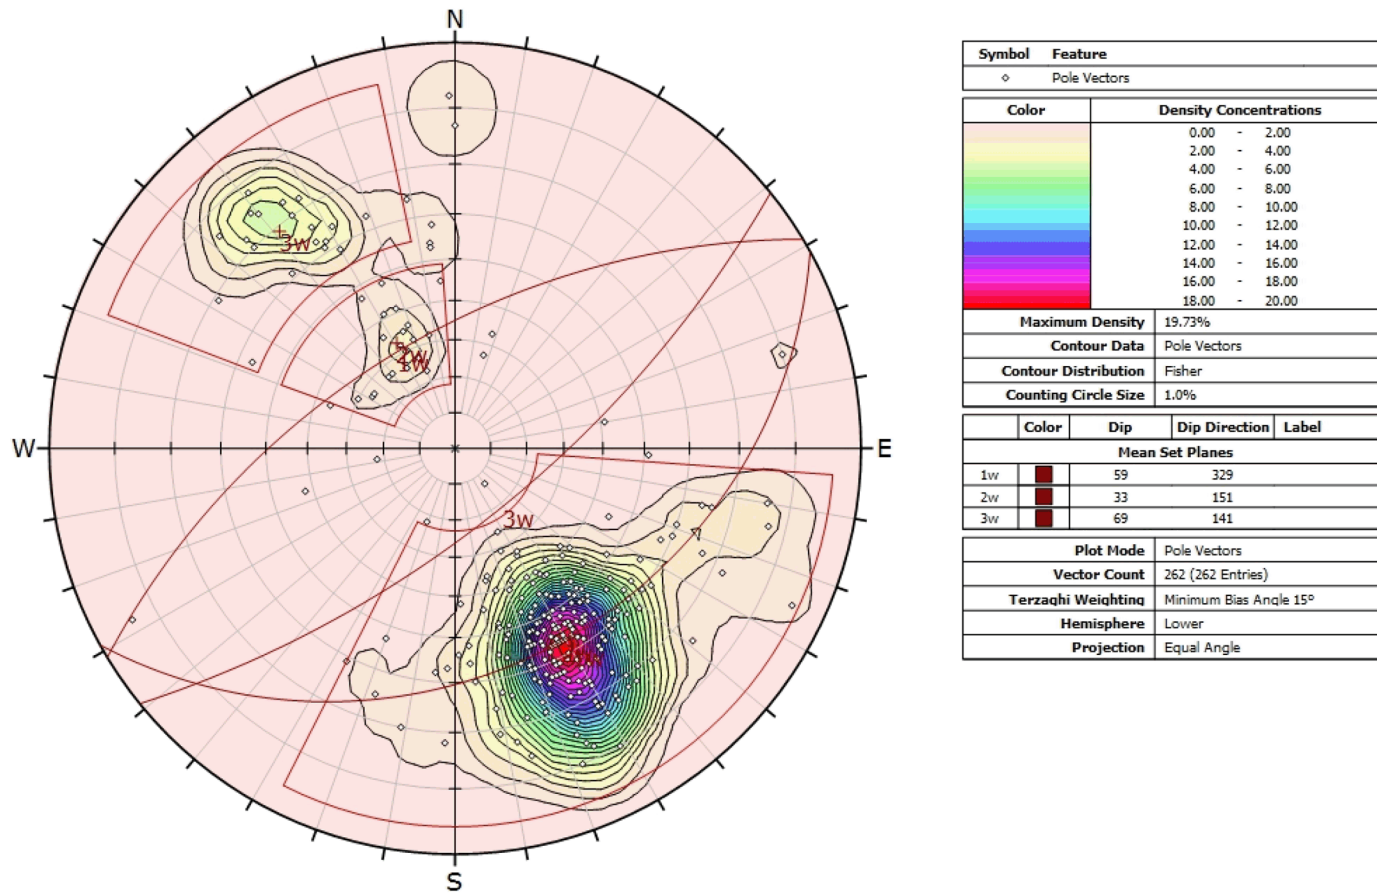 N
W
E
S
3w
2w
1w
3w
Symbol Feature
Pole Vectors
Color Density Concentrations
0.00 - 2.00
2.00 - 4.00
4.00 - 6.00
6.00 - 8.00
8.00 - 10.00
10.00 - 12.00
12.00 - 14.00
14.00 - 16.00
16.00 - 18.00
18.00 - 20.00
Maximum Density 19.73%
Contour Data Pole Vectors
Contour Distribution Fisher
Counting Circle Size 1.0%
Color Dip Dip Direction Label
Mean Set Planes
1w 59 329
2w 33 151
3w 69 141
Plot Mode Pole Vectors
Vector Count 262 (262 Entries)
Terzaghi Weighting Minimum Bias Angle 15°
Hemisphere Lower
Projection Equal Angle